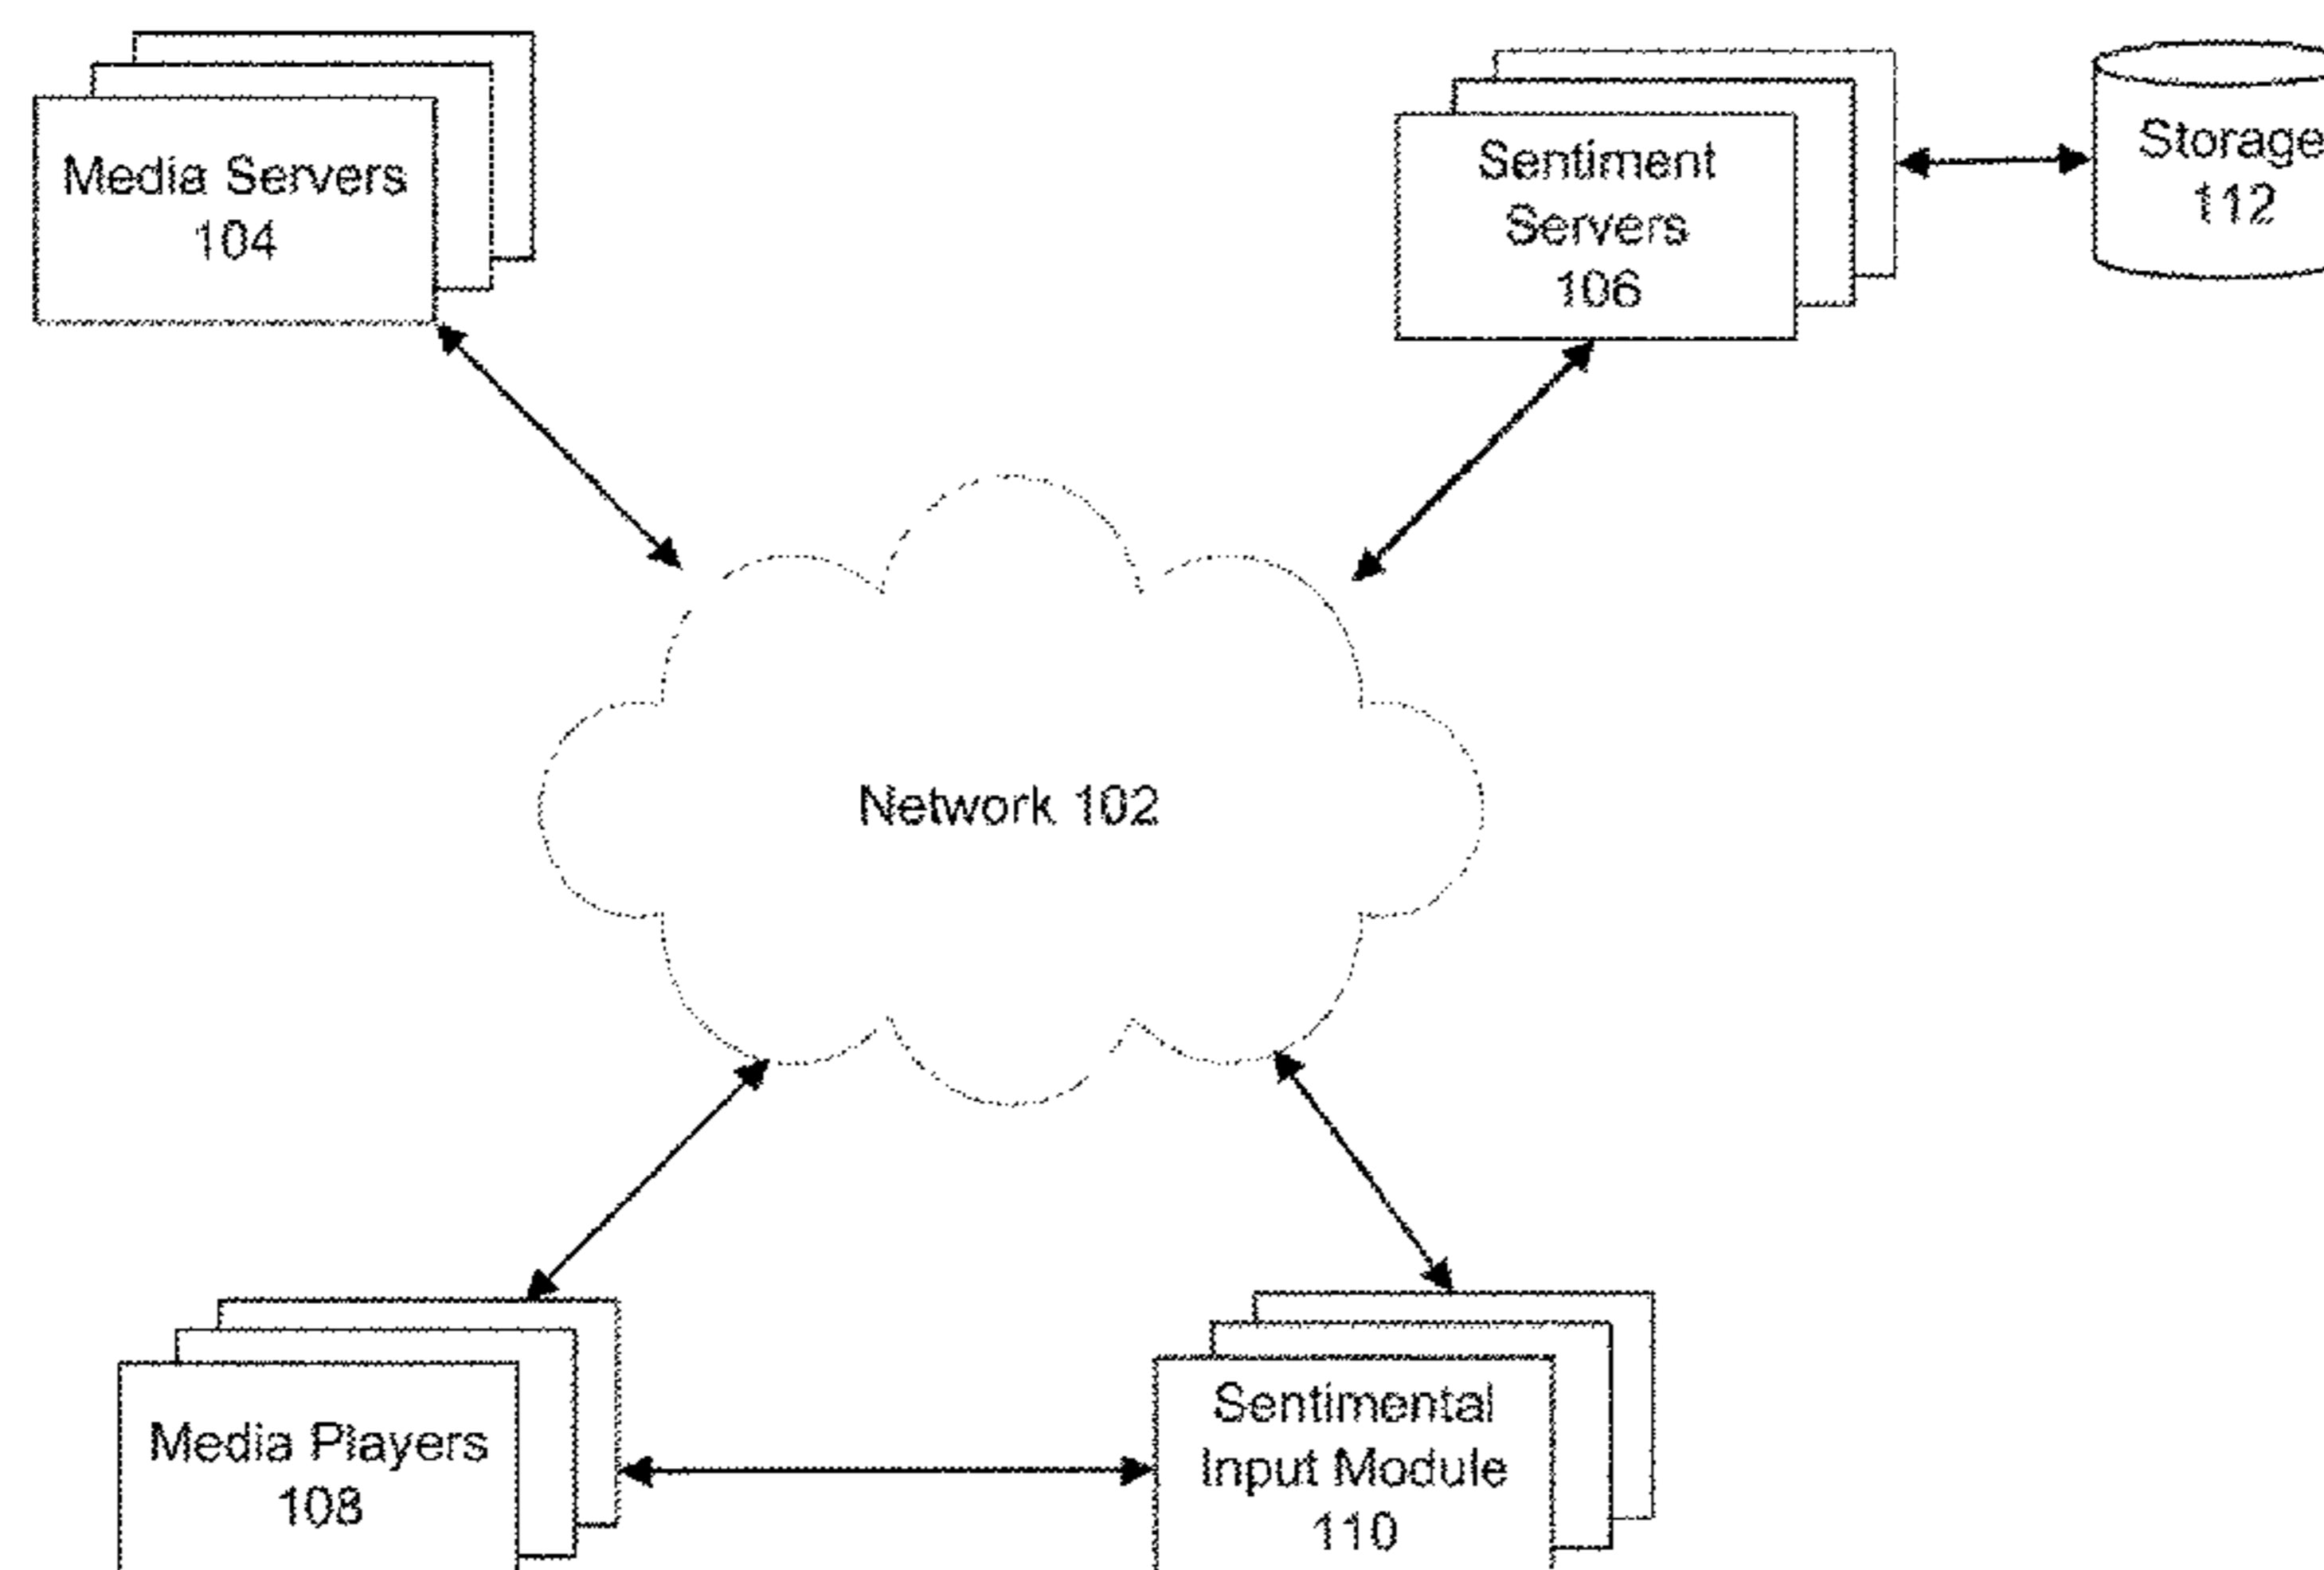 Media Servers
104
Sentiment
Servers
106
Storage
112
Network 102
Media Players
108
Sentimental
Input Module
110